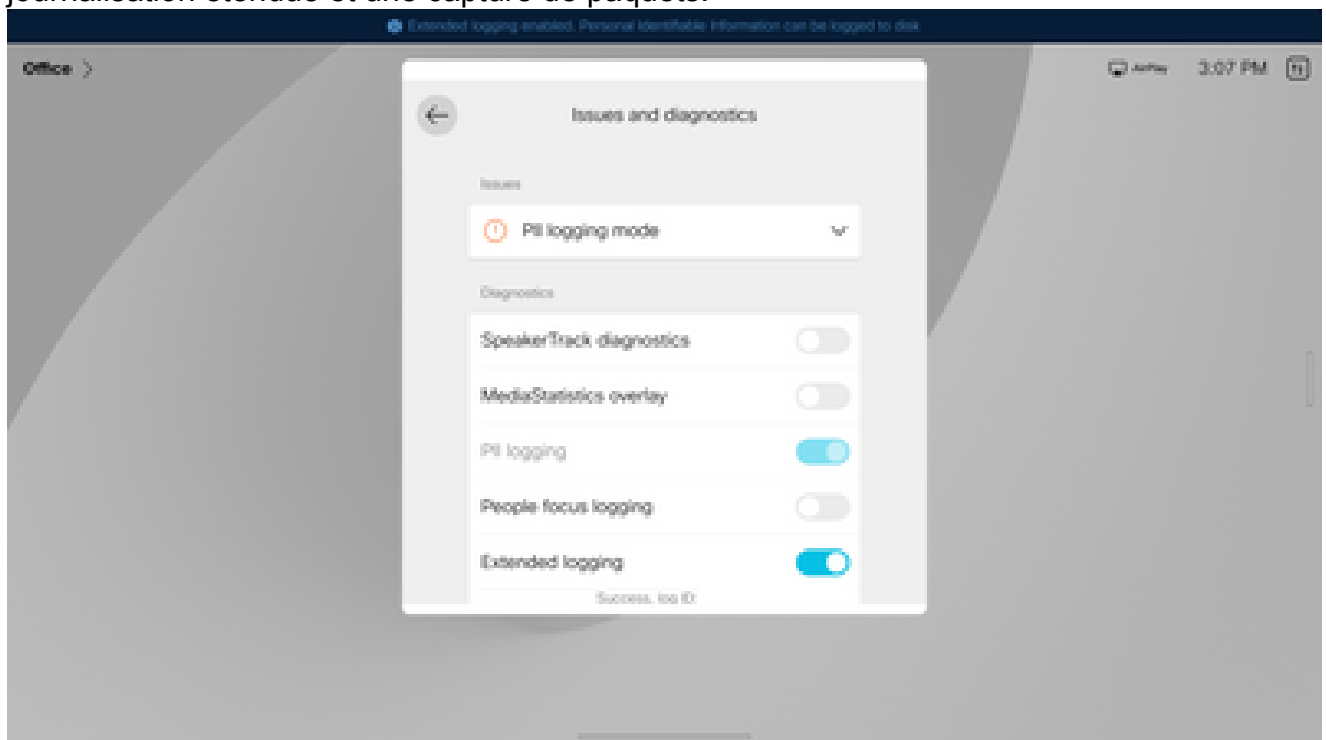 journalisation étendue et une capture de paquets.
Extended logging enabled. Personal Identifiable Information can be logged to disk.
Office >
AirPlay 3:07 PM
Issues and diagnostics
Issues
PII logging mode
Diagnostics
SpeakerTrack diagnostics
MediaStatistics overlay
PII logging
People focus logging
Extended logging
Success, log ID: